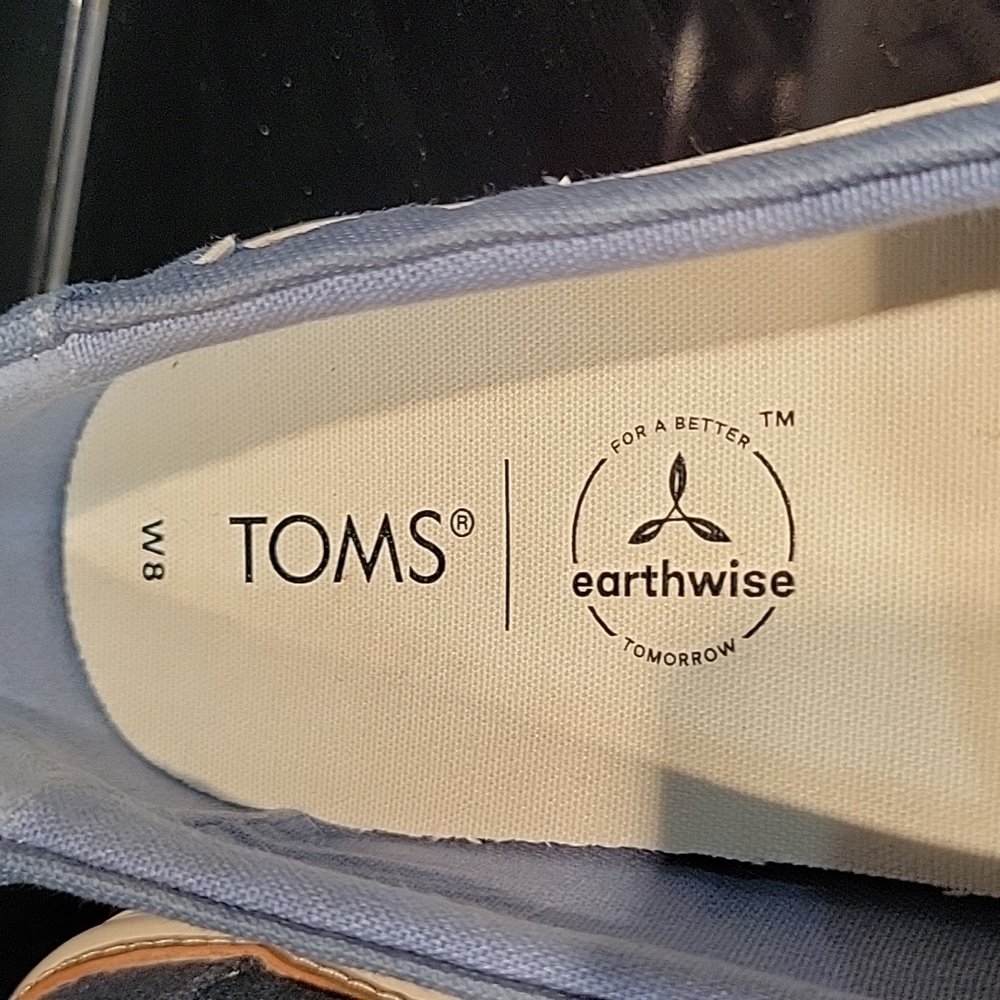 W8
TOMS®
FOR A BETTER
TM
earthwise
TOMORROW